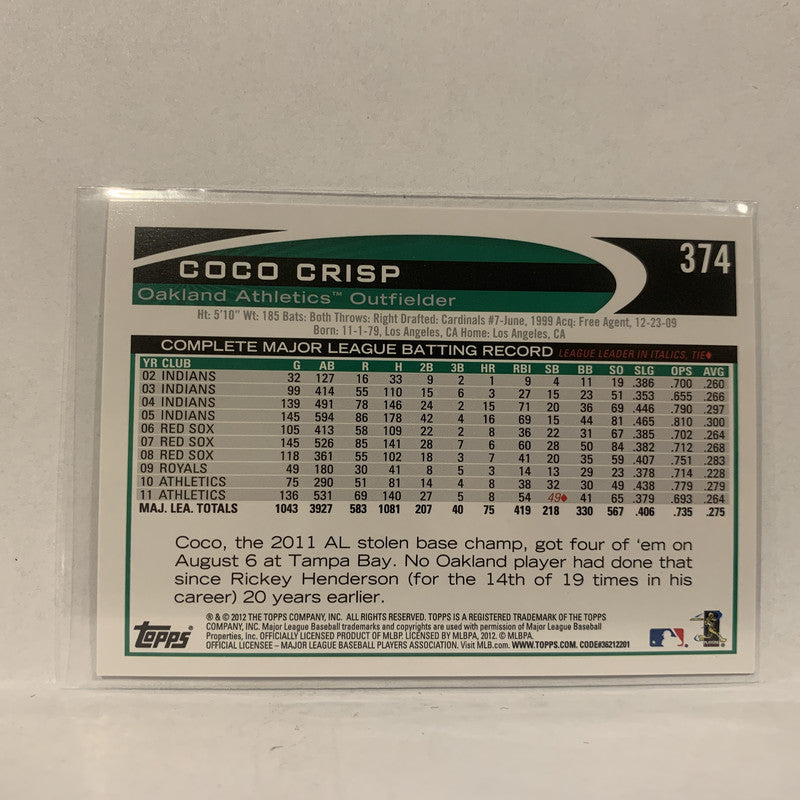 374
COCO CRISP
Oakland Athletics™ Outfielder
Ht: 5'10" Wt: 185 Bats: Both Throws: Right Drafted: Cardinals #7-June, 1999 Acq: Free Agent, 12-23-09
Born: 11-1-79, Los Angeles, CA Home: Los Angeles, CA
COMPLETE MAJOR LEAGUE BATTING RECORD LEAGUE LEADER IN ITALICS, TIE♦
YR CLUB G AB R H 2B 3B HR RBI SB BB SO SLG OPS AVG
02 INDIANS 32 127 16 33 9 2 1 9 4 11 19 .386 .700 .260
03 INDIANS 99 414 55 110 15 6 3 27 15 23 51 .353 .655 .266
04 INDIANS 139 491 78 146 24 2 15 71 20 36 69 .446 .790 .297
05 INDIANS 145 594 86 178 42 4 16 69 15 44 81 .465 .810 .300
06 RED SOX 105 413 58 109 22 2 8 36 22 31 67 .385 .702 .264
07 RED SOX 145 526 85 141 28 7 6 60 28 50 84 .382 .712 .268
08 RED SOX 118 361 55 102 18 3 7 41 20 35 59 .407 .751 .283
09 ROYALS 49 180 30 41 8 5 3 14 13 29 23 .378 .714 .228
10 ATHLETICS 75 290 51 81 14 4 8 38 32 30 49 .438 .779 .279
11 ATHLETICS 136 531 69 140 27 5 8 54 49♦ 41 65 .379 .693 .264
MAJ. LEA. TOTALS 1043 3927 583 1081 207 40 75 419 218 330 567 .406 .735 .275
Coco, the 2011 AL stolen base champ, got four of 'em on
August 6 at Tampa Bay. No Oakland player had done that
since Rickey Henderson (for the 14th of 19 times in his
career) 20 years earlier.
® & © 2012 THE TOPPS COMPANY, INC. ALL RIGHTS RESERVED. TOPPS IS A REGISTERED TRADEMARK OF THE TOPPS
COMPANY, INC. Major League Baseball trademarks and copyrights are used with permission of Major League Baseball
Properties, Inc. OFFICIALLY LICENSED PRODUCT OF MLBP. LICENSED BY MLBPA, 2012. © MLBPA.
OFFICIAL LICENSEE – MAJOR LEAGUE BASEBALL PLAYERS ASSOCIATION. Visit MLB.com. WWW.TOPPS.COM. CODE#36212201
topps